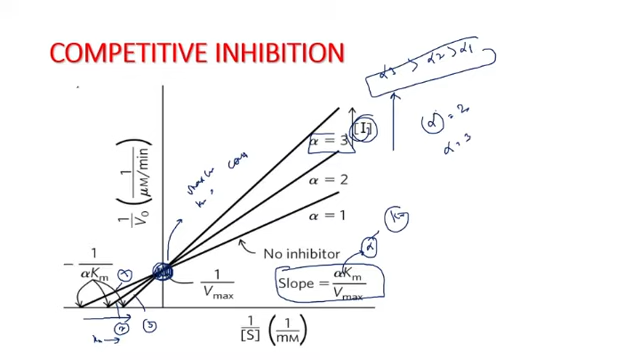 COMPETITIVE INHIBITION
α3 > α2 > α1
[I]
α = 3
α = 2
α = 3
α = 2
α = 1
1
V₀
(1
μM/min)
No inhibitor
− 1
αKm
1
Vmax
Slope = αKm
Vmax
α
Km
1
[S]
(1
mM)